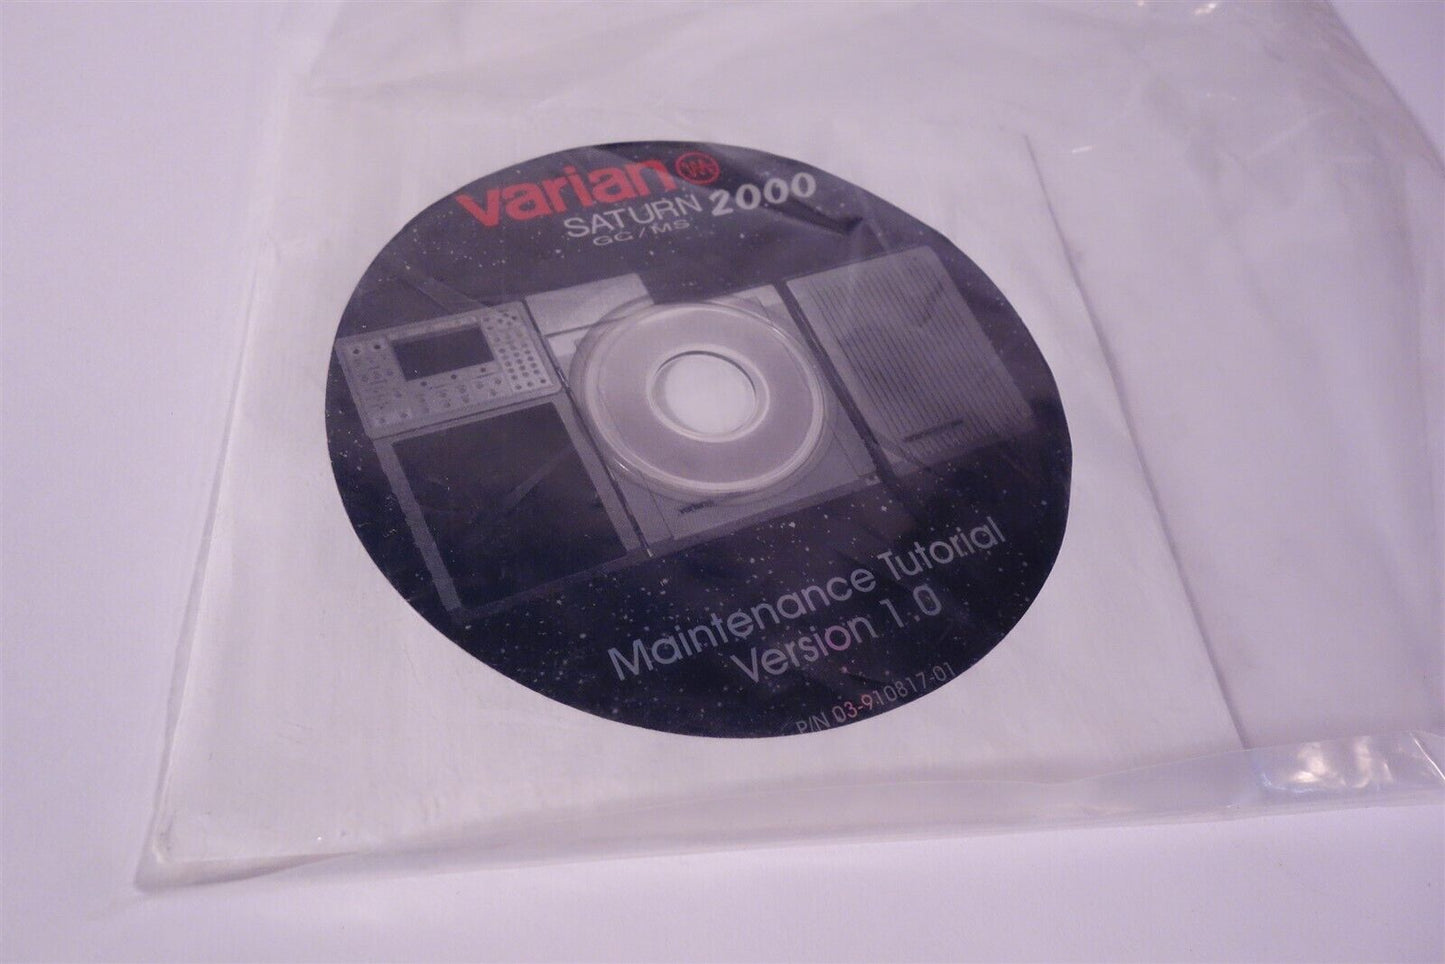 varian
SATURN 2000
GC/MS
Maintenance Tutorial
Version 1.0
P/N 03-910817-01